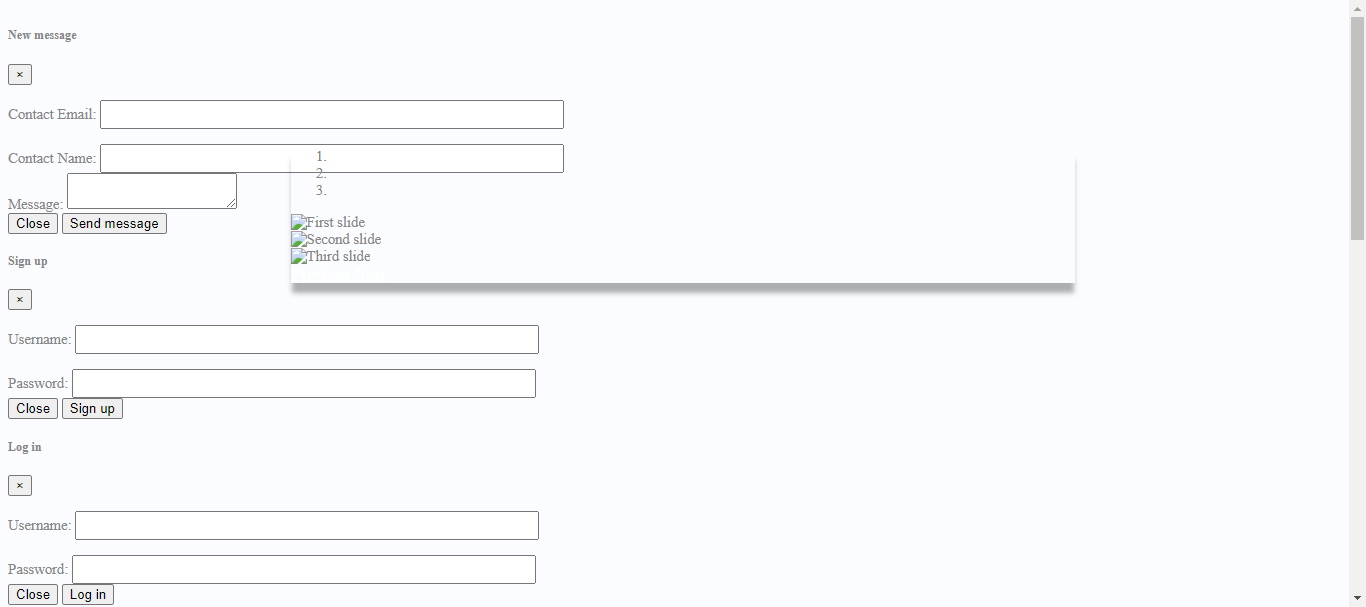 New message
×
Contact Email:
Contact Name:
1.
2.
3.
Message:
Close Send message
First slide
Second slide
Third slide
Sign up
×
Username:
Password:
Close Sign up
Log in
×
Username:
Password:
Close Log in